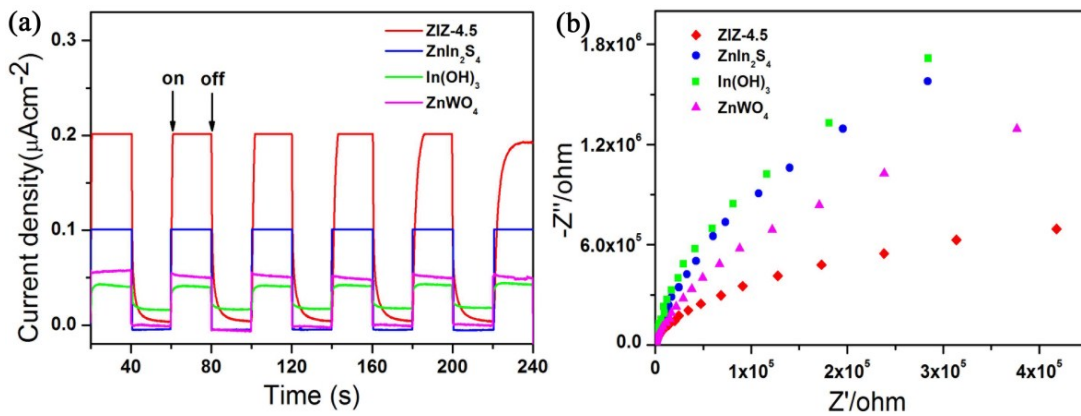 (a)
0.3
0.2
0.1
0.0
Current density(μAcm-2)
ZIZ-4.5
ZnIn₂S₄
In(OH)₃
ZnWO₄
on
off
40
80
120
160
200
240
Time (s)
(b)
1.8x10⁶
1.2x10⁶
6.0x10⁵
0.0
-Z''/ohm
ZIZ-4.5
ZnIn₂S₄
In(OH)₃
ZnWO₄
0
1x10⁵
2x10⁵
3x10⁵
4x10⁵
Z'/ohm